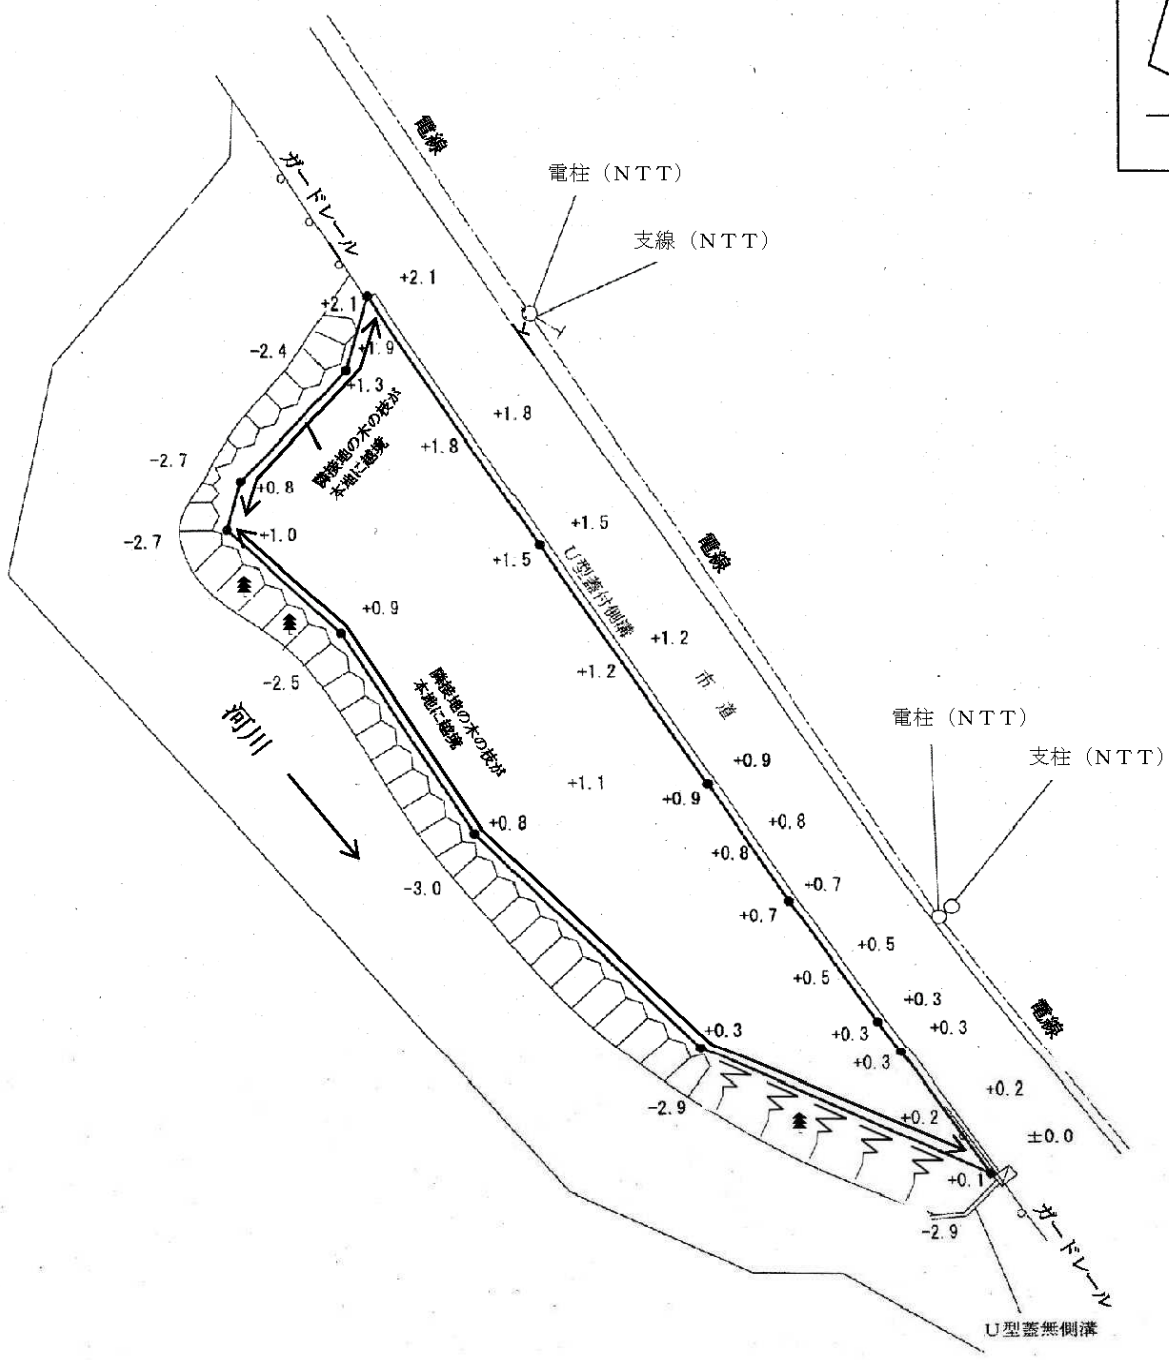 電線
電柱（NTT）
ガードレール
支線（NTT）
+2.1
+2.1
-2.4
+1.9
+1.3
隣接地の木の枝が
本地に越境
+1.8
+1.8
-2.7
+0.8
+1.5
-2.7
+1.0
+1.5
U型蓋付側溝
電線
+0.9
+1.2
+1.2
市道
-2.5
隣接地の木の枝が
本地に越境
河川
電柱（NTT）
支柱（NTT）
+0.9
+1.1
+0.9
+0.8
+0.8
+0.8
-3.0
+0.7
+0.7
+0.5
+0.5
+0.3
+0.3
+0.3
+0.3
+0.3
電線
-2.9
+0.2
+0.2
±0.0
+0.1
-2.9
ガードレール
U型蓋無側溝